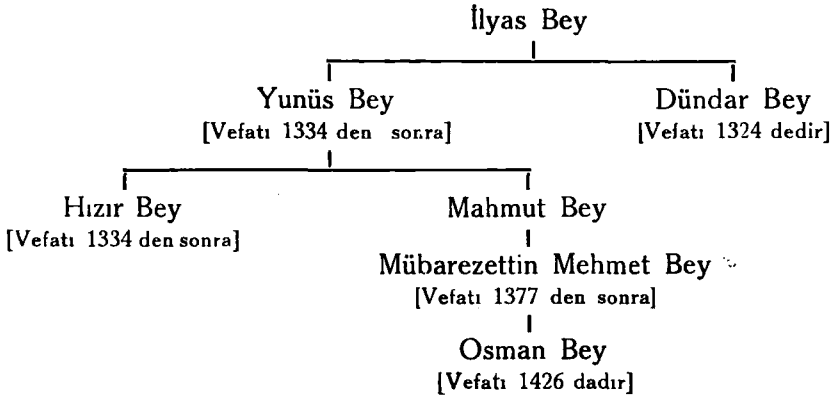 İlyas Bey
Yunüs Bey Dündar Bey
[Vefatı 1334 den sonra] [Vefatı 1324 dedir]
Hızır Bey Mahmut Bey
[Vefatı 1334 den sonra]
Mübarezettin Mehmet Bey
[Vefatı 1377 den sonra]
Osman Bey
[Vefatı 1426 dadır]